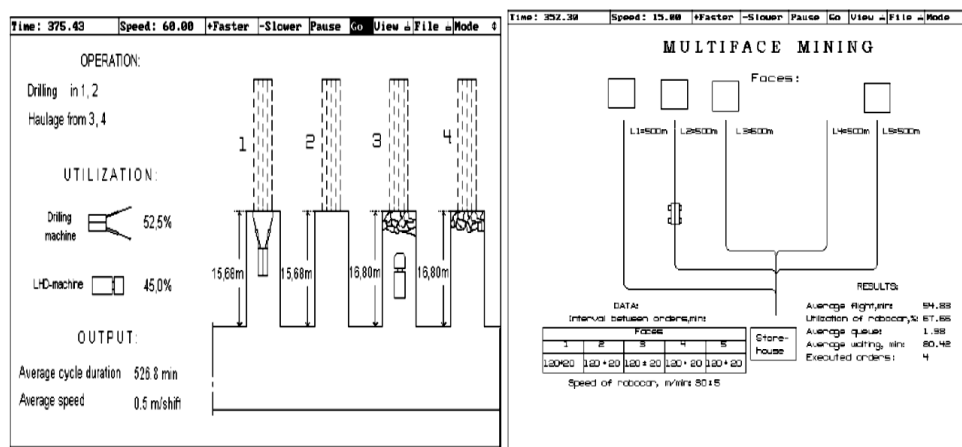 Time: 375.43 Speed: 60.00 +Faster -Slower Pause Go View File Mode
OPERATION:
Drilling in 1, 2
Haulage from 3, 4
1 2 3 4
UTILIZATION:
Drilling machine 52,5%
LHD-machine 45,0%
15,68m 15,68m 16,80m 16,80m
OUTPUT:
Average cycle duration 526.8 min
Average speed 0.5 m/shift
Time: 352.30 Speed: 15.00 +Faster -Slower Pause Go View File Mode
MULTIFACE MINING
Faces:
L1=500m L2=500m L3=500m L4=500m L5=500m
RESULTS:
Average flight,min: 54.83
Utilization of robocar,%: 67.66
Average queue: 1.98
Average waiting, min: 80.42
Executed orders: 4
DATA:
Interval between orders,min:
Faces
1 2 3 4 5
120±20 120±20 120±20 120±20 120±20
Store-
house
Speed of robocar, m/min: 30±5